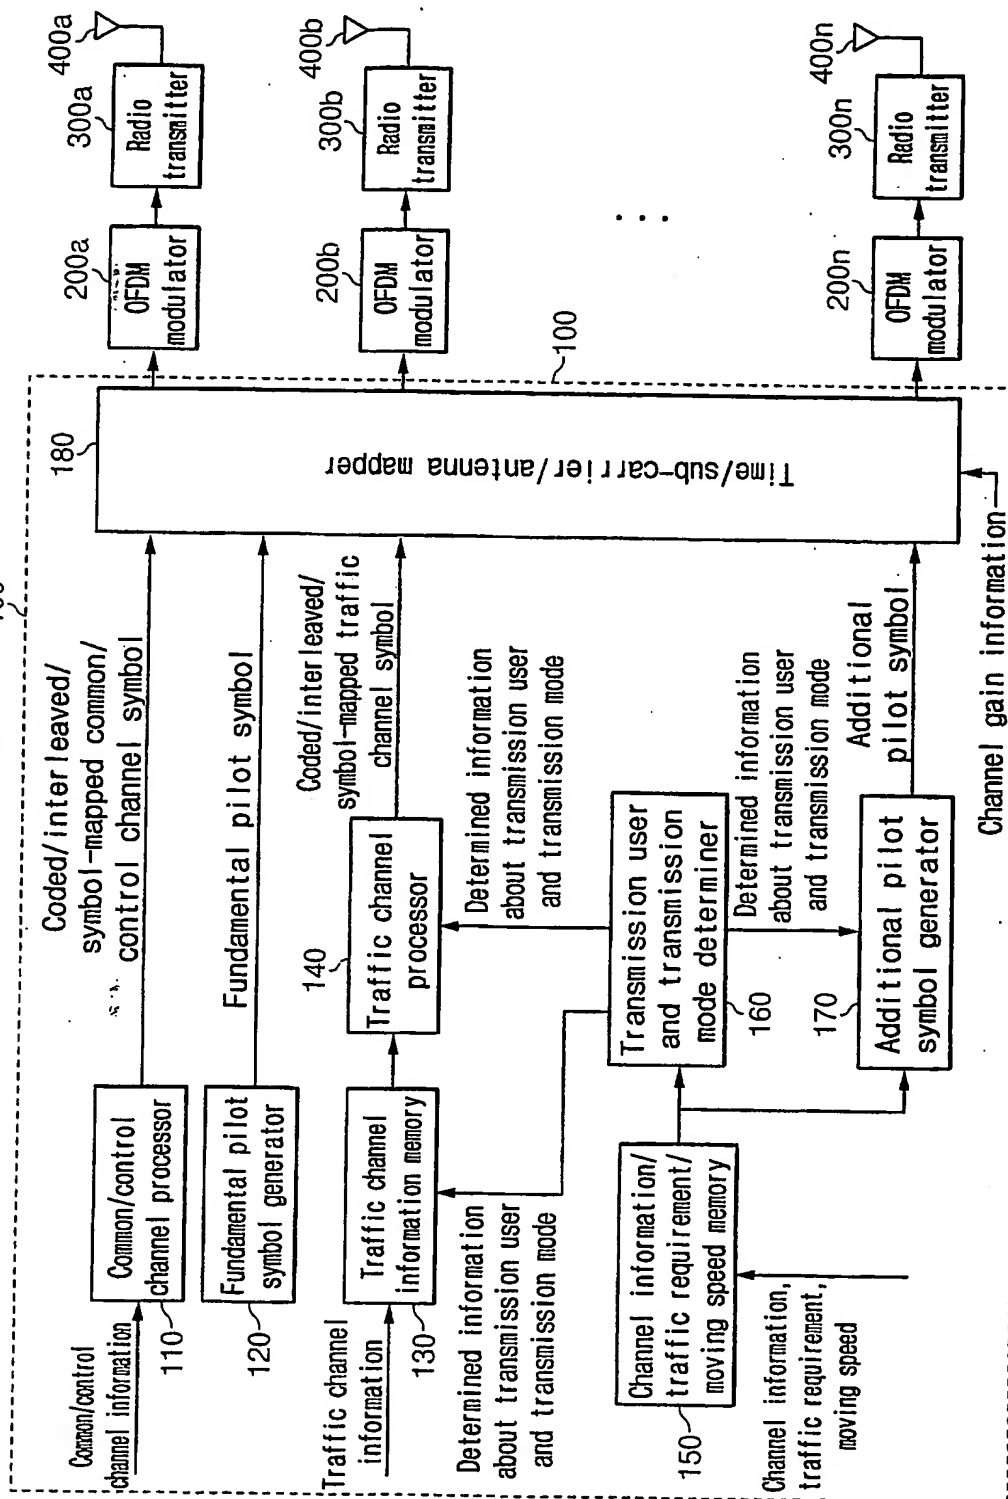 Common/control
channel information
110
Common/control
channel processor
Coded/interleaved/
symbol-mapped common/
control channel symbol
120
Fundamental pilot
symbol generator
Fundamental pilot symbol
Traffic channel
information
130
Traffic channel
information memory
140
Traffic channel
processor
Coded/interleaved/
symbol-mapped traffic
channel symbol
Determined information
about transmission user
and transmission mode
Determined information
about transmission user
and transmission mode
150
Channel information/
traffic requirement/
moving speed memory
Channel information,
traffic requirement,
moving speed
Transmission user
and transmission
mode determiner
160
Determined information
about transmission user
and transmission mode
170
Additional pilot
symbol generator
Additional
pilot symbol
Channel gain information
180
Time/sub-carrier/antenna mapper
100
200a
OFDM
modulator
300a
Radio
transmitter
400a
200b
OFDM
modulator
300b
Radio
transmitter
400b
...
200n
OFDM
modulator
300n
Radio
transmitter
400n